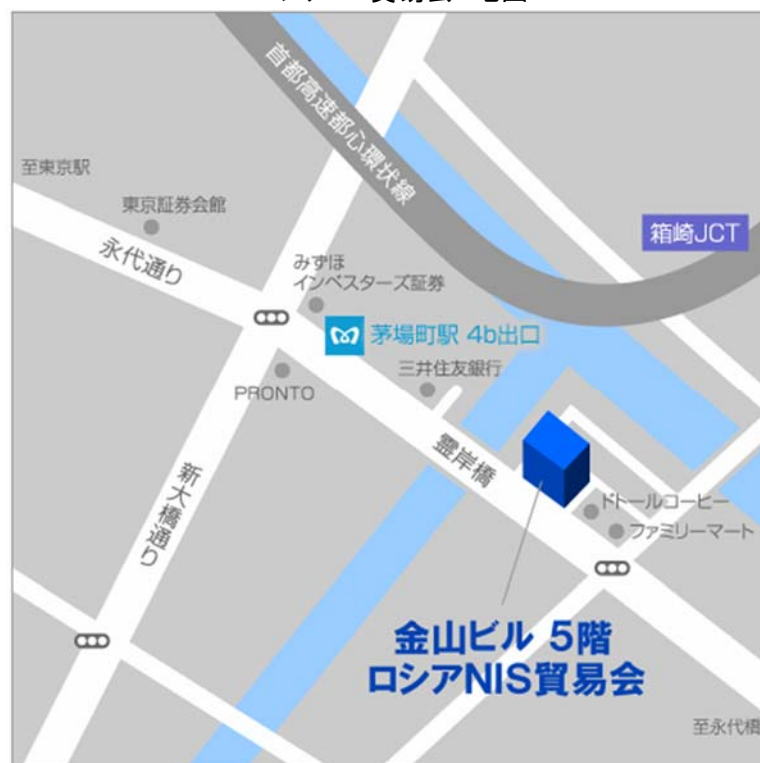 首都高速都心環状線
至東京駅
東京証券会館
永代通り
箱崎JCT
みずほ
インベスターズ証券
茅場町駅 4b出口
三井住友銀行
PRONTO
霊岸橋
新大橋通り
ドトールコーヒー
ファミリーマート
金山ビル 5階
ロシアNIS貿易会
至永代橋